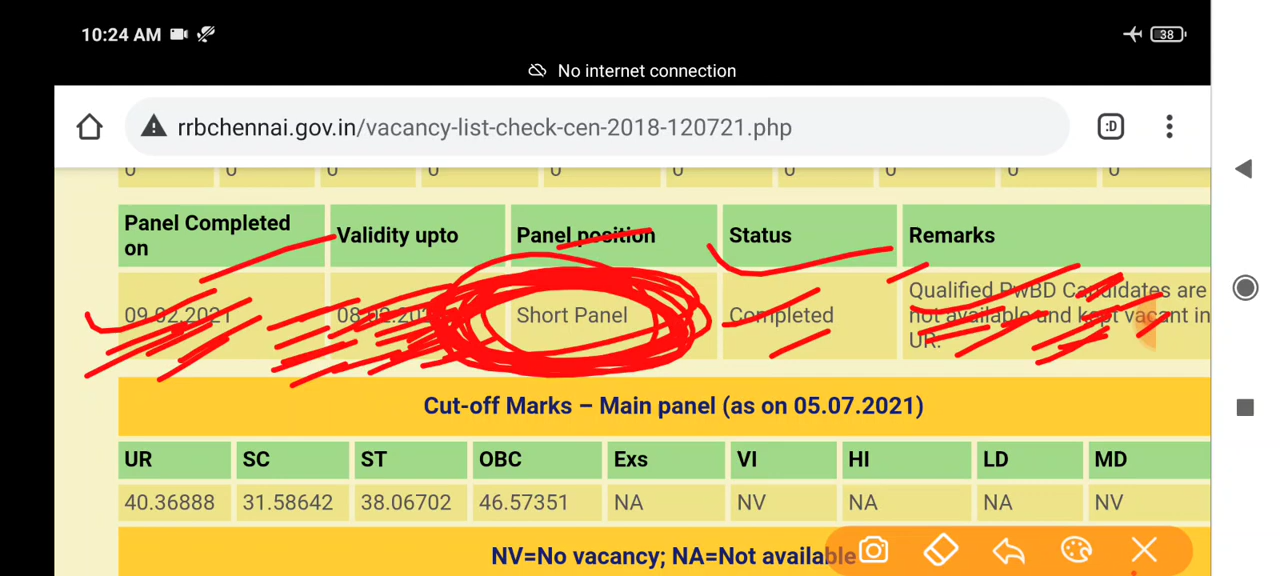 10:24 AM
38
No internet connection
rrbchennai.gov.in/vacancy-list-check-cen-2018-120721.php
:D
0 0 0 0 0 0 0 0 0
Panel Completed on Validity upto Panel position Status Remarks
09.02.2021 Short Panel Completed Qualified PwBD Candidates are
not available and kept vacant in
UR.
Cut-off Marks – Main panel (as on 05.07.2021)
UR SC ST OBC Exs VI HI LD MD
40.36888 31.58642 38.06702 46.57351 NA NV NA NA NV
NV=No vacancy; NA=Not available